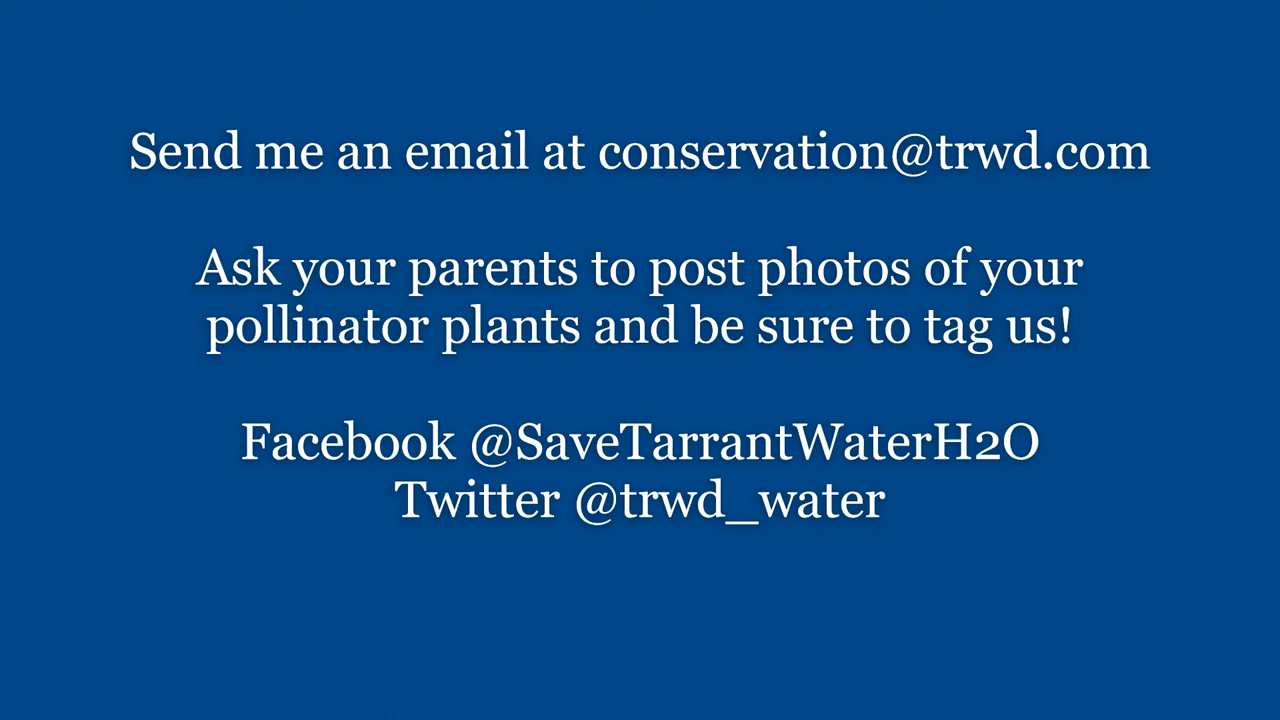 Send me an email at conservation@trwd.com
Ask your parents to post photos of your
pollinator plants and be sure to tag us!
Facebook @SaveTarrantWaterH2O
Twitter @trwd_water